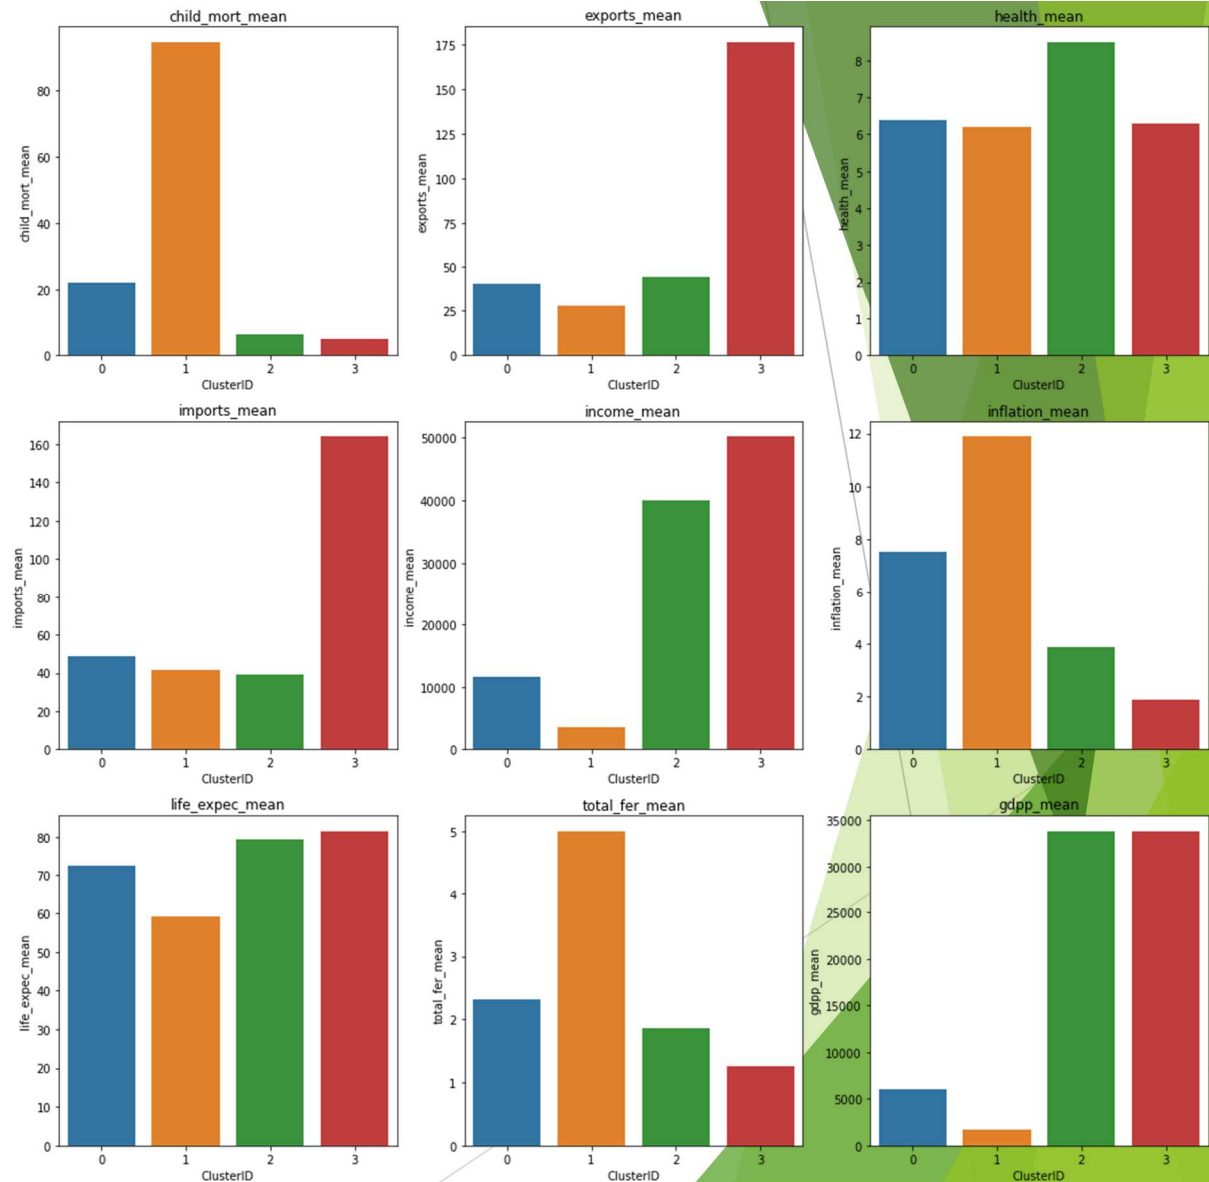 child_mort_mean
child_mort_mean
80
60
40
20
0
0 1 2 3
ClusterID
exports_mean
exports_mean
175
150
125
100
75
50
25
0
0 1 2 3
ClusterID
health_mean
health_mean
8
7
6
5
4
3
2
1
0
0 1 2 3
ClusterID
imports_mean
imports_mean
160
140
120
100
80
60
40
20
0
0 1 2 3
ClusterID
income_mean
income_mean
50000
40000
30000
20000
10000
0
0 1 2 3
ClusterID
inflation_mean
inflation_mean
12
10
8
6
4
2
0
0 1 2 3
ClusterID
life_expec_mean
life_expec_mean
80
70
60
50
40
30
20
10
0
0 1 2 3
ClusterID
total_fer_mean
total_fer_mean
5
4
3
2
1
0
0 1 2 3
ClusterID
gdpp_mean
gdpp_mean
35000
30000
25000
20000
15000
10000
5000
0
0 1 2 3
ClusterID